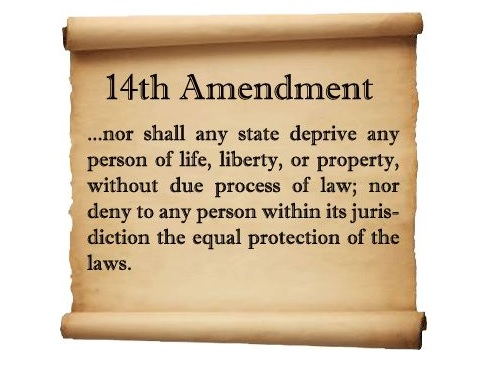 14th Amendment
...nor shall any state deprive any
person of life, liberty, or property,
without due process of law; nor
deny to any person within its juris-
diction the equal protection of the
laws.